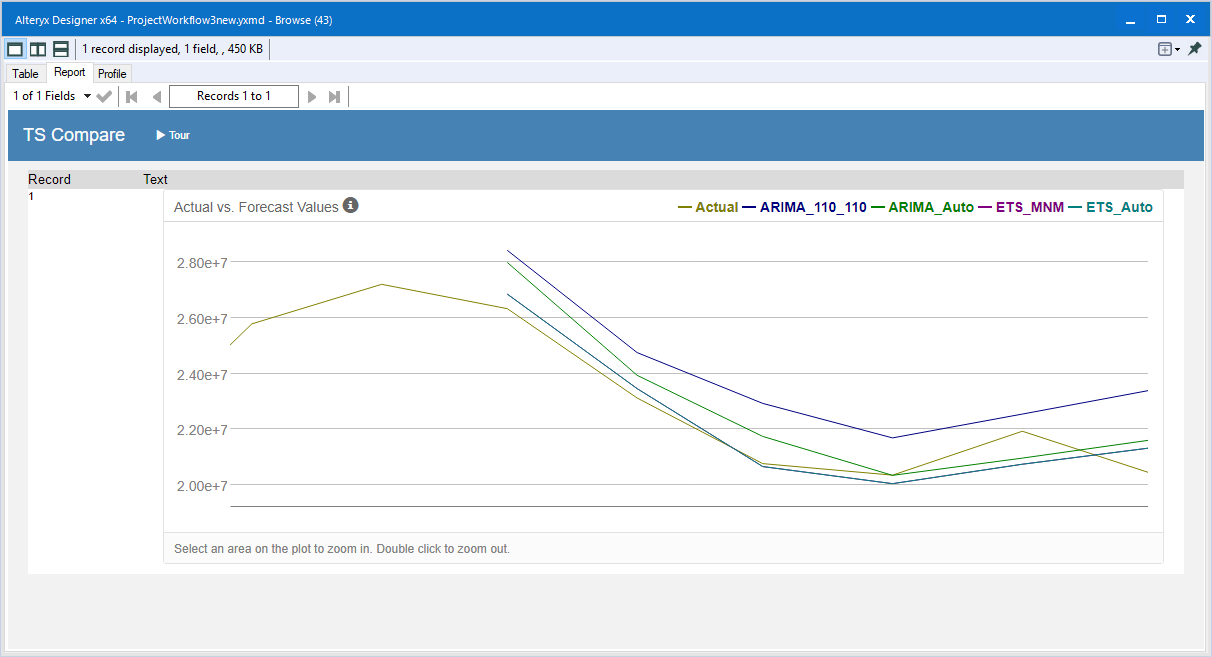 Alteryx Designer x64 - ProjectWorkflow3new.yxmd - Browse (43)
1 record displayed, 1 field, , 450 KB
Table Report Profile
1 of 1 Fields Records 1 to 1
TS Compare Tour
Record Text
1
Actual vs. Forecast Values Actual ARIMA_110_110 ARIMA_Auto ETS_MNM ETS_Auto
2.80e+7
2.60e+7
2.40e+7
2.20e+7
2.00e+7
Select an area on the plot to zoom in. Double click to zoom out.